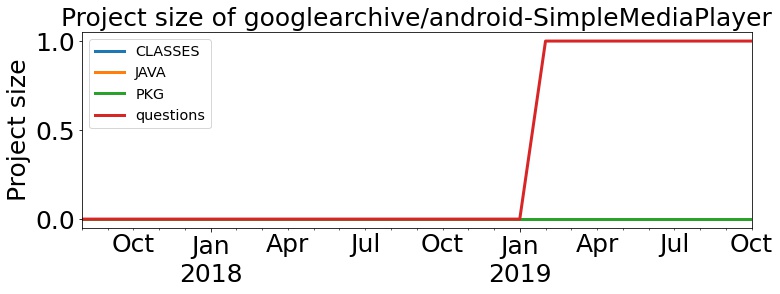 Project size of googlearchive/android-SimpleMediaPlayer
Project size
1.0
0.5
0.0
CLASSES
JAVA
PKG
questions
Oct Jan Apr Jul Oct Jan Apr Jul Oct
2018 2019